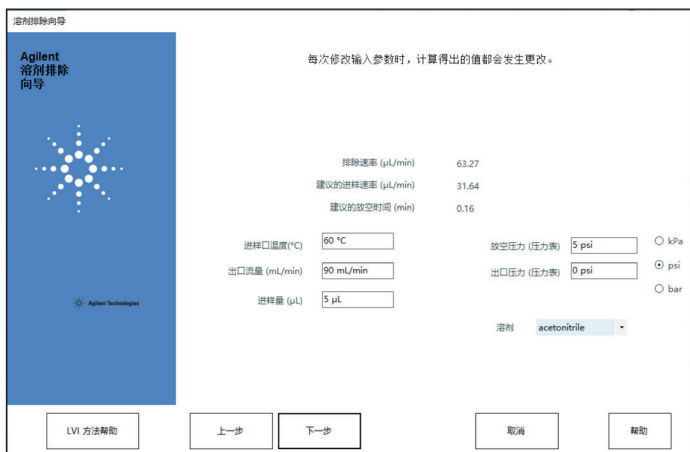 溶剂排除向导
Agilent
溶剂排除
向导
每次修改输入参数时，计算得出的值都会发生更改。
排除速率 (µL/min) 63.27
建议的进样速率 (µL/min) 31.64
建议的放空时间 (min) 0.16
进样口温度(°C) 60 °C 放空压力 (压力表) 5 psi kPa
出口流量 (mL/min) 90 mL/min 出口压力 (压力表) 0 psi psi
进样量 (µL) 5 µL bar
溶剂 acetonitrile
Agilent Technologies
LVI 方法帮助 上一步 下一步 取消 帮助